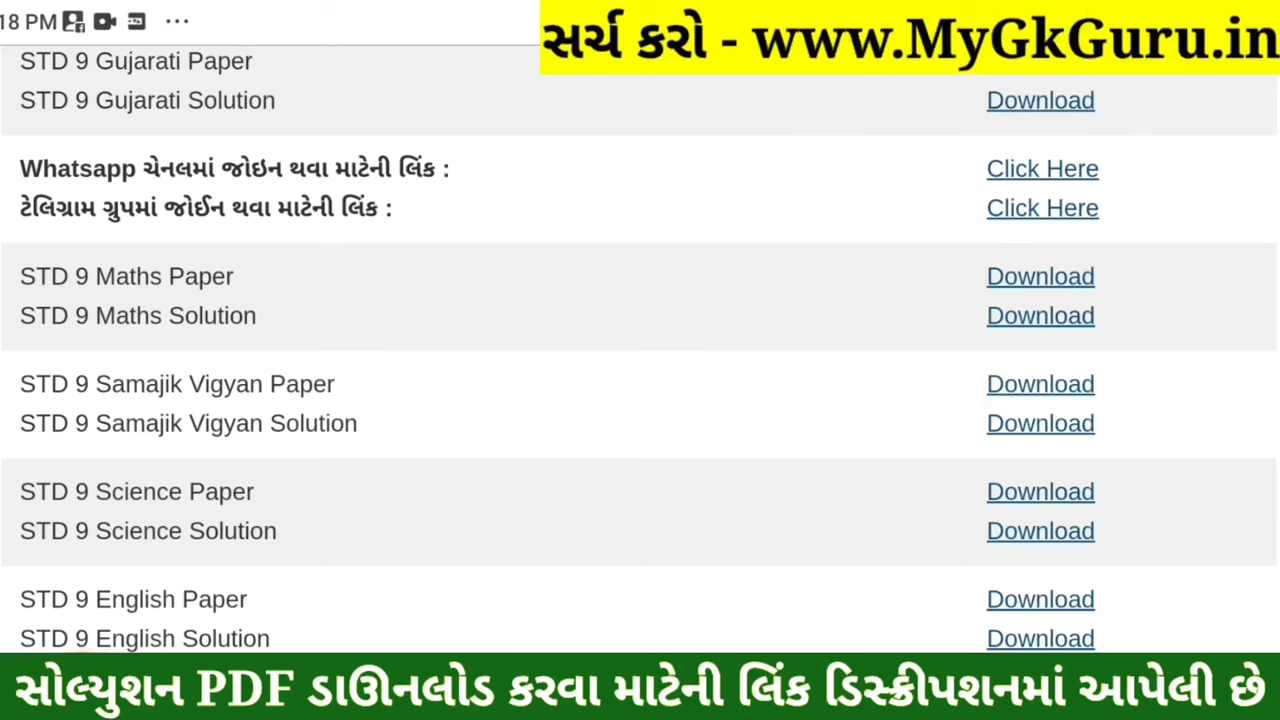 18 PM
સર્ચ કરો - www.MyGkGuru.in
STD 9 Gujarati Paper
STD 9 Gujarati Solution Download
Whatsapp ચેનલમાં જોઇન થવા માટેની લિંક : Click Here
ટેલિગ્રામ ગ્રુપમાં જોઈન થવા માટેની લિંક : Click Here
STD 9 Maths Paper Download
STD 9 Maths Solution Download
STD 9 Samajik Vigyan Paper Download
STD 9 Samajik Vigyan Solution Download
STD 9 Science Paper Download
STD 9 Science Solution Download
STD 9 English Paper Download
STD 9 English Solution Download
સોલ્યુશન PDF ડાઊનલોડ કરવા માટેની લિંક ડિસ્ક્રીપશનમાં આપેલી છે